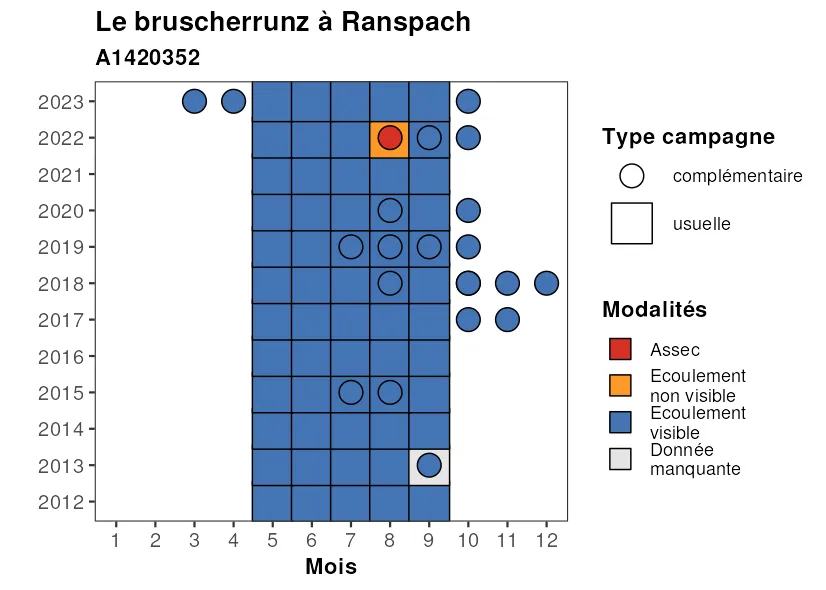 Le bruscherrunz à Ranspach
A1420352
2023
2022
2021
2020
2019
2018
2017
2016
2015
2014
2013
2012
1 2 3 4 5 6 7 8 9 10 11 12
Mois
Type campagne
complémentaire
usuelle
Modalités
Assec
Ecoulement
non visible
Ecoulement
visible
Donnée
manquante